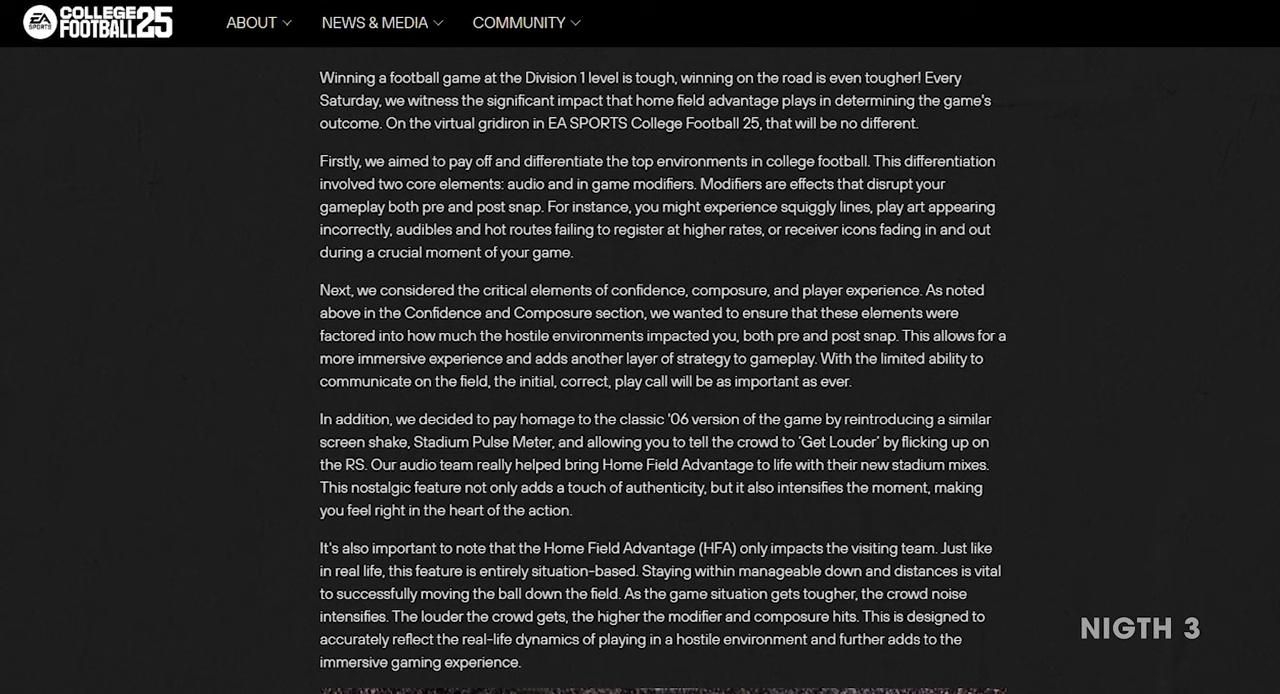 EA SPORTS COLLEGE FOOTBALL 25 ABOUT NEWS & MEDIA COMMUNITY
Winning a football game at the Division 1 level is tough, winning on the road is even tougher! Every
Saturday, we witness the significant impact that home field advantage plays in determining the game's
outcome. On the virtual gridiron in EA SPORTS College Football 25, that will be no different.
Firstly, we aimed to pay off and differentiate the top environments in college football. This differentiation
involved two core elements: audio and in game modifiers. Modifiers are effects that disrupt your
gameplay both pre and post snap. For instance, you might experience squiggly lines, play art appearing
incorrectly, audibles and hot routes failing to register at higher rates, or receiver icons fading in and out
during a crucial moment of your game.
Next, we considered the critical elements of confidence, composure, and player experience. As noted
above in the Confidence and Composure section, we wanted to ensure that these elements were
factored into how much the hostile environments impacted you, both pre and post snap. This allows for a
more immersive experience and adds another layer of strategy to gameplay. With the limited ability to
communicate on the field, the initial, correct, play call will be as important as ever.
In addition, we decided to pay homage to the classic '06 version of the game by reintroducing a similar
screen shake, Stadium Pulse Meter, and allowing you to tell the crowd to 'Get Louder' by flicking up on
the RS. Our audio team really helped bring Home Field Advantage to life with their new stadium mixes.
This nostalgic feature not only adds a touch of authenticity, but it also intensifies the moment, making
you feel right in the heart of the action.
It's also important to note that the Home Field Advantage (HFA) only impacts the visiting team. Just like
in real life, this feature is entirely situation-based. Staying within manageable down and distances is vital
to successfully moving the ball down the field. As the game situation gets tougher, the crowd noise
intensifies. The louder the crowd gets, the higher the modifier and composure hits. This is designed to
accurately reflect the real-life dynamics of playing in a hostile environment and further adds to the
immersive gaming experience.
NIGTH 3